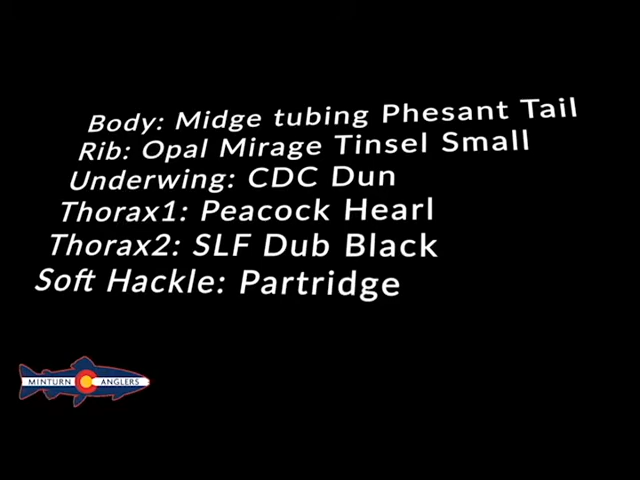 Body: Midge tubing Phesant Tail
Rib: Opal Mirage Tinsel Small
Underwing: CDC Dun
Thorax1: Peacock Hearl
Thorax2: SLF Dub Black
Soft Hackle: Partridge
MINTURN ANGLERS